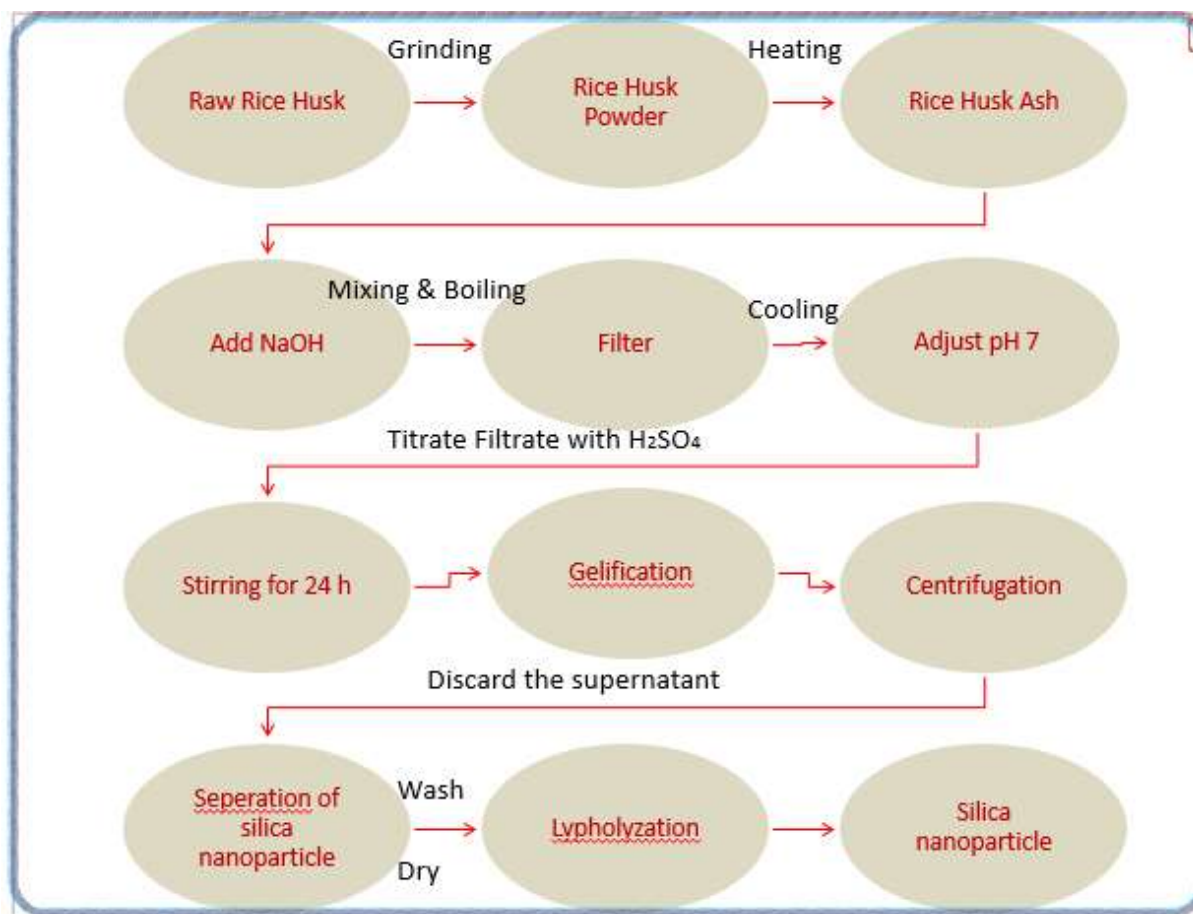 Grinding
Heating
Raw Rice Husk
Rice Husk
Powder
Rice Husk Ash
Mixing & Boiling
Cooling
Add NaOH
Filter
Adjust pH 7
Titrate Filtrate with H₂SO₄
Stirring for 24 h
Gelification
Centrifugation
Discard the supernatant
Seperation of
silica
nanoparticle
Wash
Dry
Lypholyzation
Silica
nanoparticle